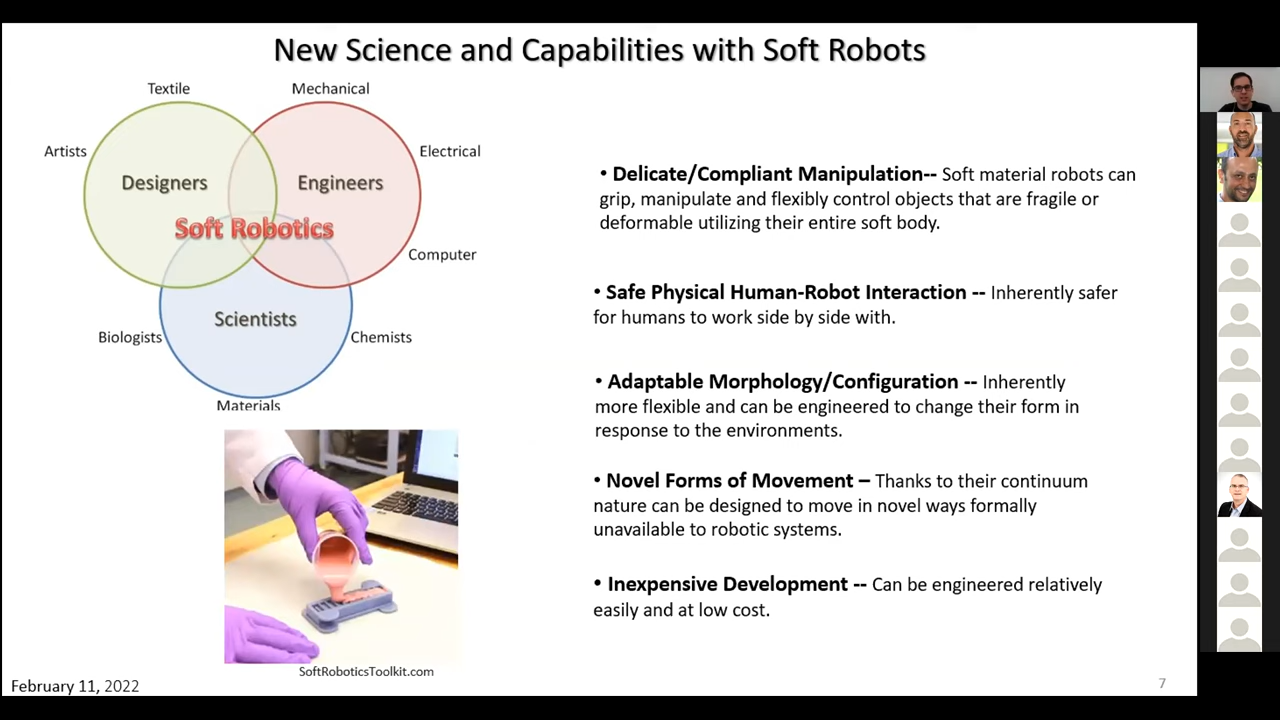 New Science and Capabilities with Soft Robots
Textile
Mechanical
Artists
Electrical
Designers
Engineers
Soft Robotics
Computer
Scientists
Biologists
Chemists
Materials
SoftRoboticsToolkit.com
• Delicate/Compliant Manipulation-- Soft material robots can
grip, manipulate and flexibly control objects that are fragile or
deformable utilizing their entire soft body.
• Safe Physical Human-Robot Interaction -- Inherently safer
for humans to work side by side with.
• Adaptable Morphology/Configuration -- Inherently
more flexible and can be engineered to change their form in
response to the environments.
• Novel Forms of Movement – Thanks to their continuum
nature can be designed to move in novel ways formally
unavailable to robotic systems.
• Inexpensive Development -- Can be engineered relatively
easily and at low cost.
February 11, 2022
7